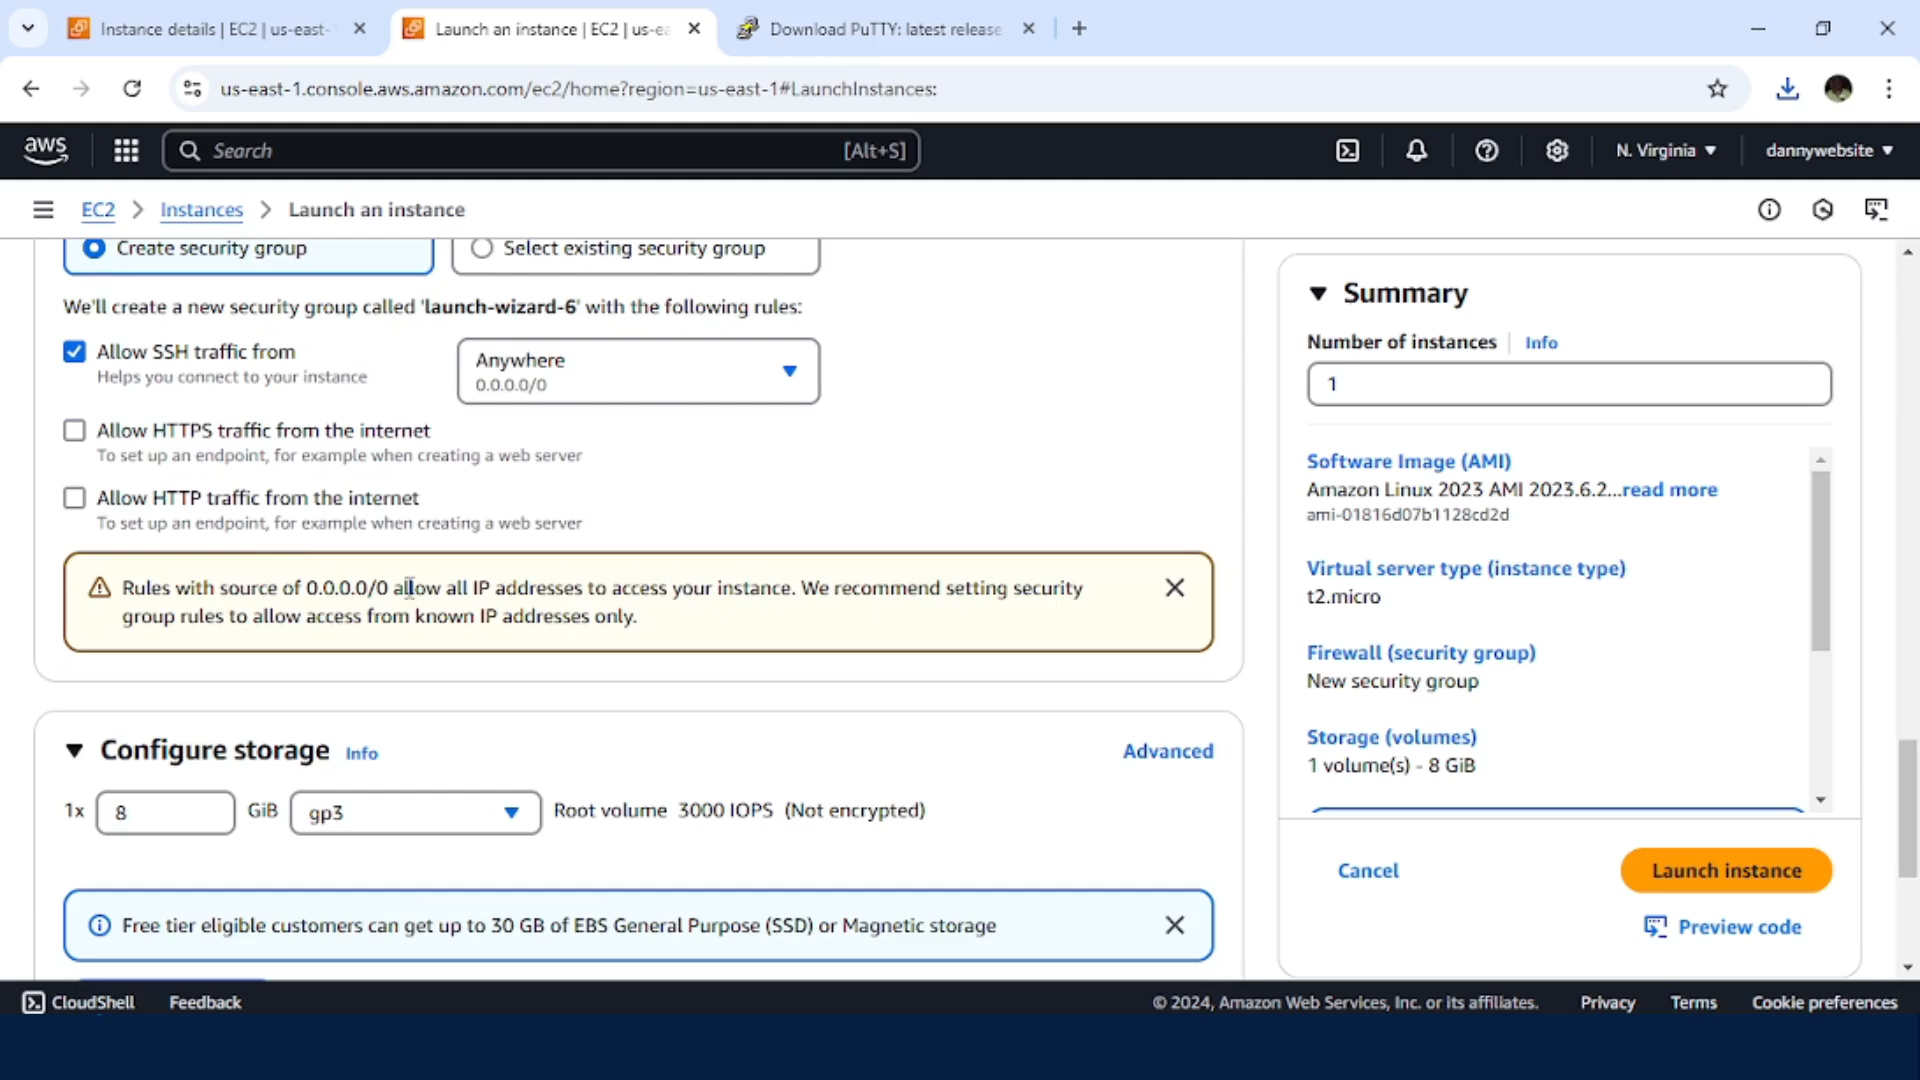 Instance details | EC2 | us-east-
Launch an instance | EC2 | us-ea
Download PuTTY: latest release
us-east-1.console.aws.amazon.com/ec2/home?region=us-east-1#LaunchInstances:
aws
Search
[Alt+S]
N. Virginia
dannywebsite
EC2 > Instances > Launch an instance
Create security group
Select existing security group
We'll create a new security group called 'launch-wizard-6' with the following rules:
Allow SSH traffic from
Helps you connect to your instance
Anywhere
0.0.0.0/0
Allow HTTPS traffic from the internet
To set up an endpoint, for example when creating a web server
Allow HTTP traffic from the internet
To set up an endpoint, for example when creating a web server
Rules with source of 0.0.0.0/0 allow all IP addresses to access your instance. We recommend setting security
group rules to allow access from known IP addresses only.
Configure storage Info
Advanced
1x 8 GiB gp3 Root volume 3000 IOPS (Not encrypted)
Free tier eligible customers can get up to 30 GB of EBS General Purpose (SSD) or Magnetic storage
Summary
Number of instances Info
1
Software Image (AMI)
Amazon Linux 2023 AMI 2023.6.2...read more
ami-01816d07b1128cd2d
Virtual server type (instance type)
t2.micro
Firewall (security group)
New security group
Storage (volumes)
1 volume(s) - 8 GiB
Cancel
Launch instance
Preview code
CloudShell
Feedback
© 2024, Amazon Web Services, Inc. or its affiliates.
Privacy
Terms
Cookie preferences